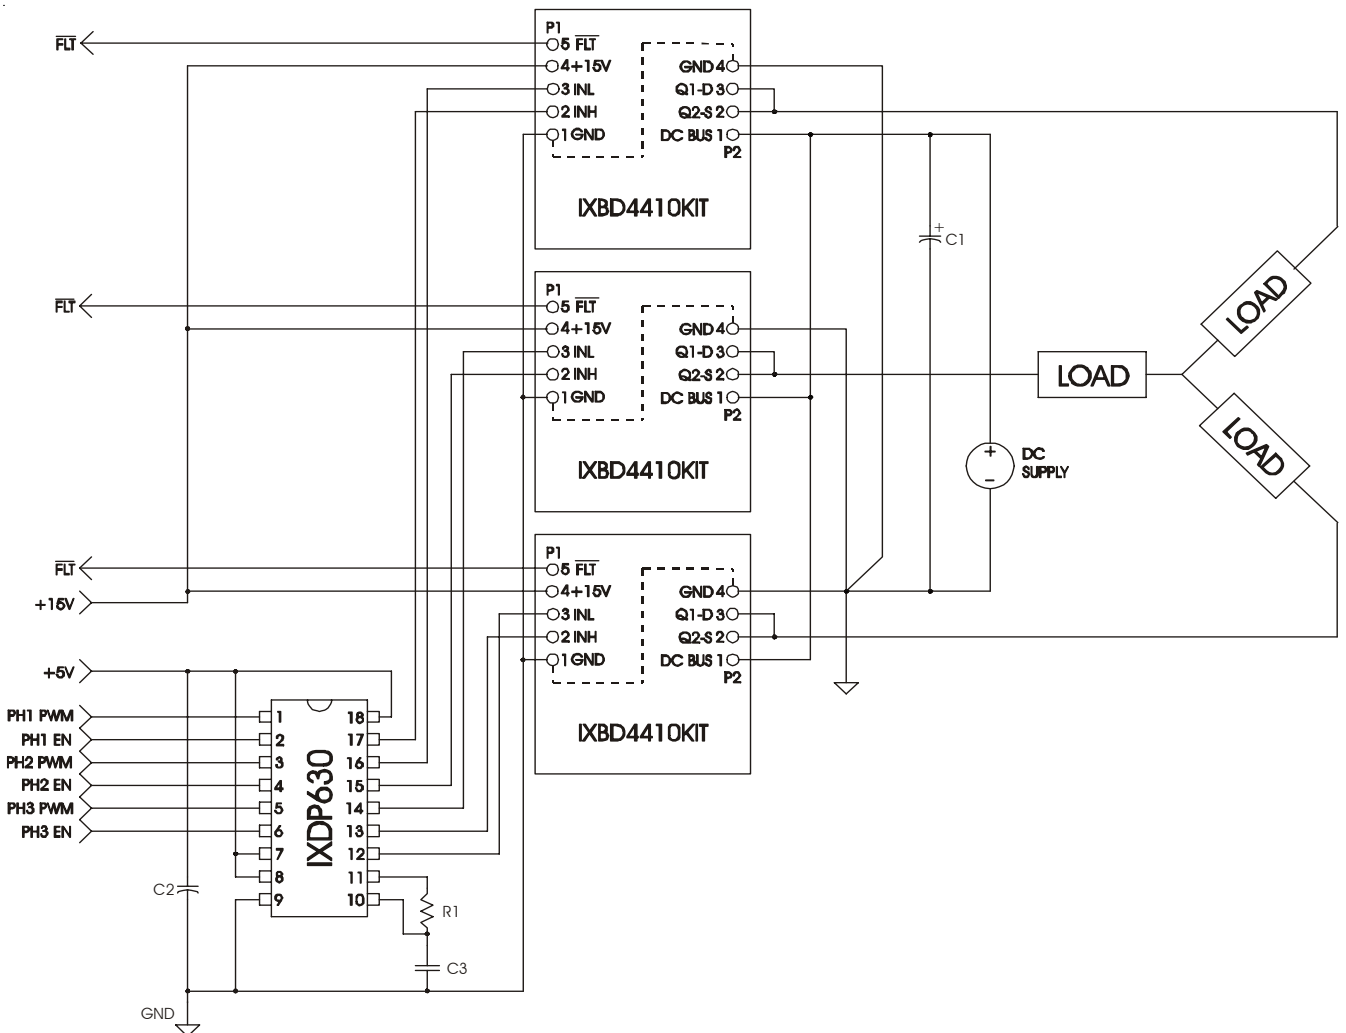 P1
FLT
5 FLT
4 +15V
3 INL
2 INH
1 GND
GND 4
Q1-D 3
Q2-S 2
DC BUS 1
P2
IXBD4410KIT
+
C1
LOAD
P1
FLT
5 FLT
4 +15V
3 INL
2 INH
1 GND
GND 4
Q1-D 3
Q2-S 2
DC BUS 1
P2
IXBD4410KIT
LOAD
LOAD
+
−
DC
SUPPLY
P1
FLT
5 FLT
4 +15V
3 INL
2 INH
1 GND
GND 4
Q1-D 3
Q2-S 2
DC BUS 1
P2
IXBD4410KIT
+15V
+5V
PH1 PWM
PH1 EN
PH2 PWM
PH2 EN
PH3 PWM
PH3 EN
1 18
2 17
3 16
4 15
5 14
6 13
7 12
8 11
9 10
IXDP630
C2
R1
C3
GND